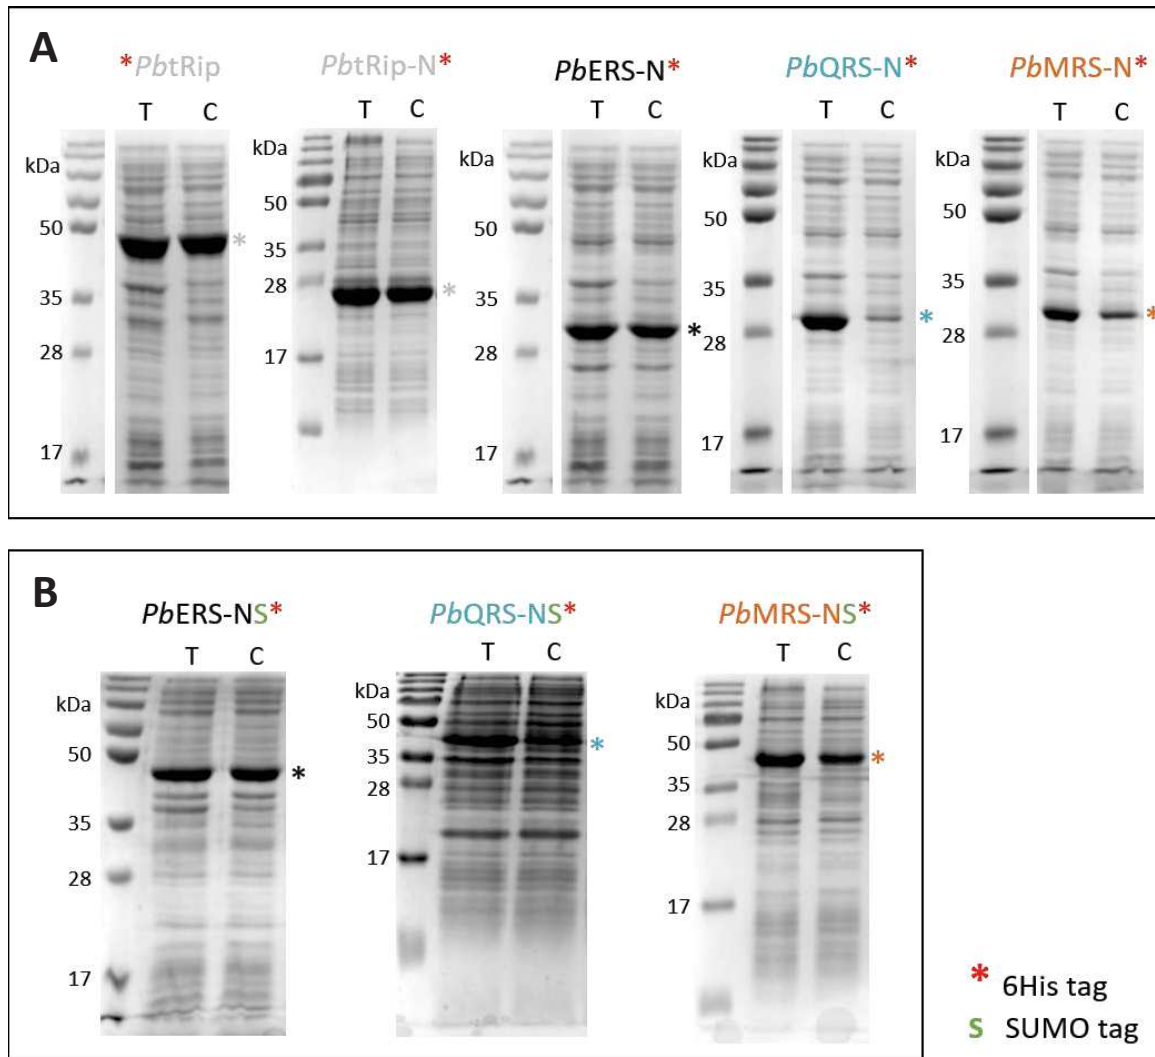 A
*PbtRip
PbtRip-N*
PbERS-N*
PbQRS-N*
PbMRS-N*
T C
T C
T C
T C
T C
kDa
50
35
28
17
kDa
50
35
28
17
kDa
50
35
28
17
kDa
50
35
28
17
kDa
50
35
28
17
*
*
*
*
*
B
PbERS-NS*
PbQRS-NS*
PbMRS-NS*
T C
T C
T C
kDa
50
35
28
17
kDa
50
35
28
17
kDa
50
35
28
17
*
*
*
* 6His tag
S SUMO tag